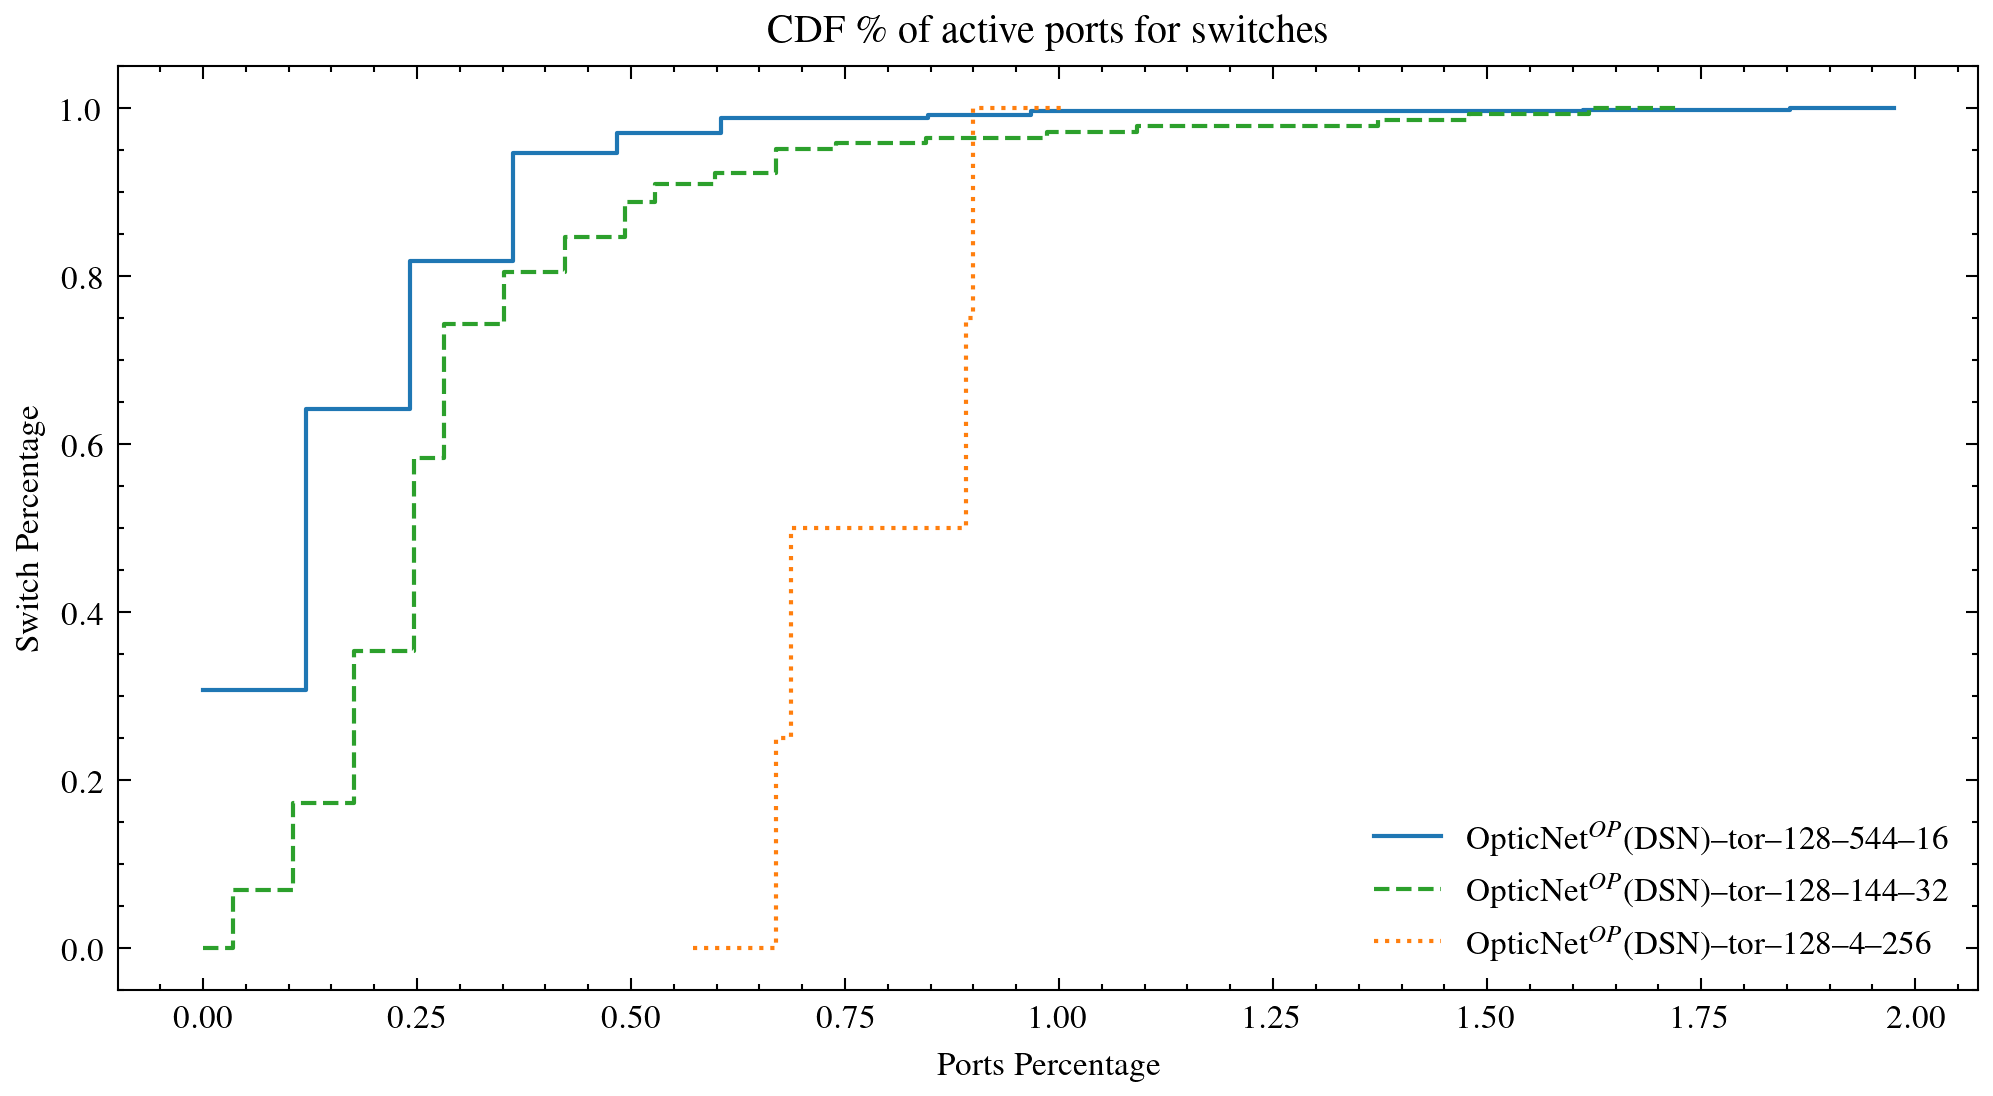 CDF % of active ports for switches
1.0
0.8
0.6
0.4
0.2
0.0
Switch Percentage
OpticNet^OP(DSN)–tor–128–544–16
OpticNet^OP(DSN)–tor–128–144–32
OpticNet^OP(DSN)–tor–128–4–256
0.00 0.25 0.50 0.75 1.00 1.25 1.50 1.75 2.00
Ports Percentage